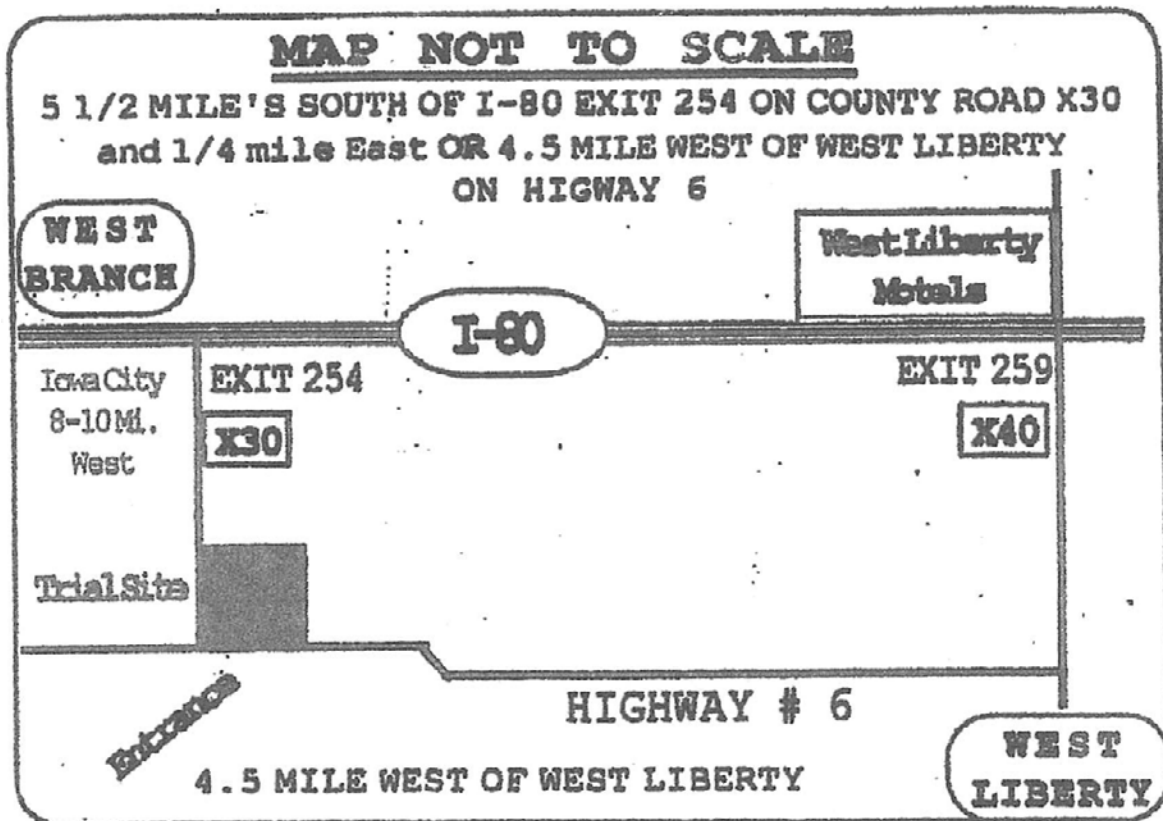 MAP NOT TO SCALE
5 1/2 MILE'S SOUTH OF I-80 EXIT 254 ON COUNTY ROAD X30
and 1/4 mile East OR 4.5 MILE WEST OF WEST LIBERTY
ON HIGWAY 6
WEST
BRANCH
West Liberty
Motels
I-80
Iowa City
8-10 Mi.
West
EXIT 254
X30
EXIT 259
X40
Trial Site
Entrance
HIGHWAY # 6
4.5 MILE WEST OF WEST LIBERTY
WEST
LIBERTY